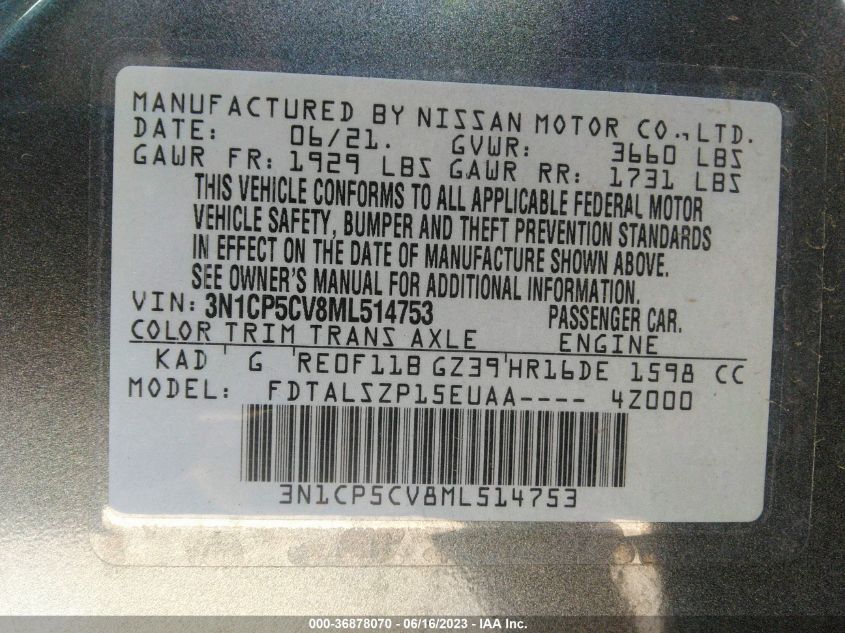 MANUFACTURED BY NISSAN MOTOR CO.,LTD.
DATE: 06/21. GVWR: 3660 LBS
GAWR FR: 1929 LBS GAWR RR: 1731 LBS
THIS VEHICLE CONFORMS TO ALL APPLICABLE FEDERAL MOTOR
VEHICLE SAFETY, BUMPER AND THEFT PREVENTION STANDARDS
IN EFFECT ON THE DATE OF MANUFACTURE SHOWN ABOVE.
SEE OWNER'S MANUAL FOR ADDITIONAL INFORMATION.
VIN: 3N1CP5CV8ML514753 PASSENGER CAR.
COLOR TRIM TRANS AXLE ENGINE
KAD ' G 'RE0F11B GZ39'HR16DE 1598 CC
MODEL: FDTALSZP15EUAA---- 4Z000
3N1CP5CV8ML514753
000-36878070 - 06/16/2023 - IAA Inc.